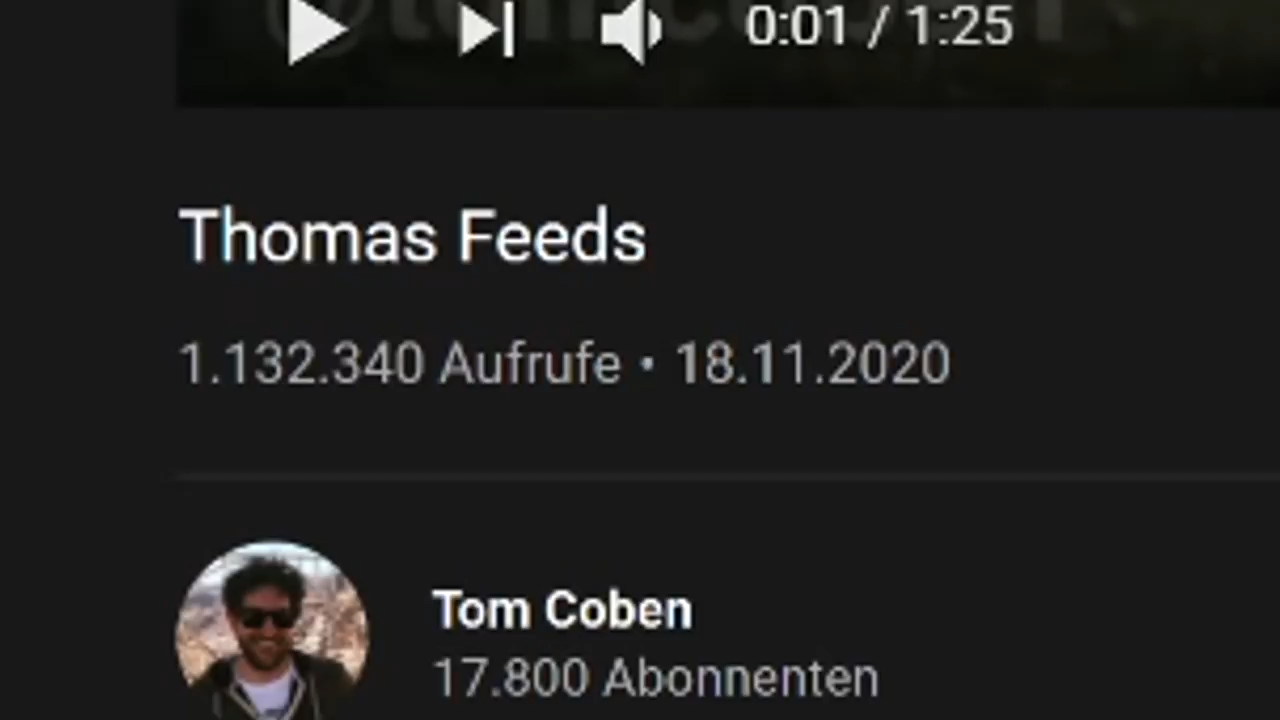 0:01 / 1:25
Thomas Feeds
1.132.340 Aufrufe • 18.11.2020
Tom Coben
17.800 Abonnenten